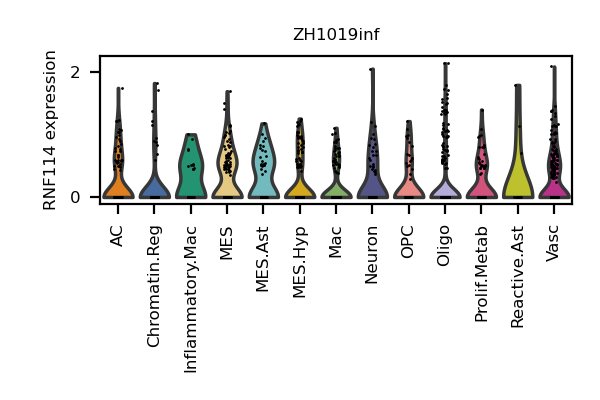 ZH1019inf
RNF114 expression
2
0
AC
Chromatin.Reg
Inflammatory.Mac
MES
MES.Ast
MES.Hyp
Mac
Neuron
OPC
Oligo
Prolif.Metab
Reactive.Ast
Vasc